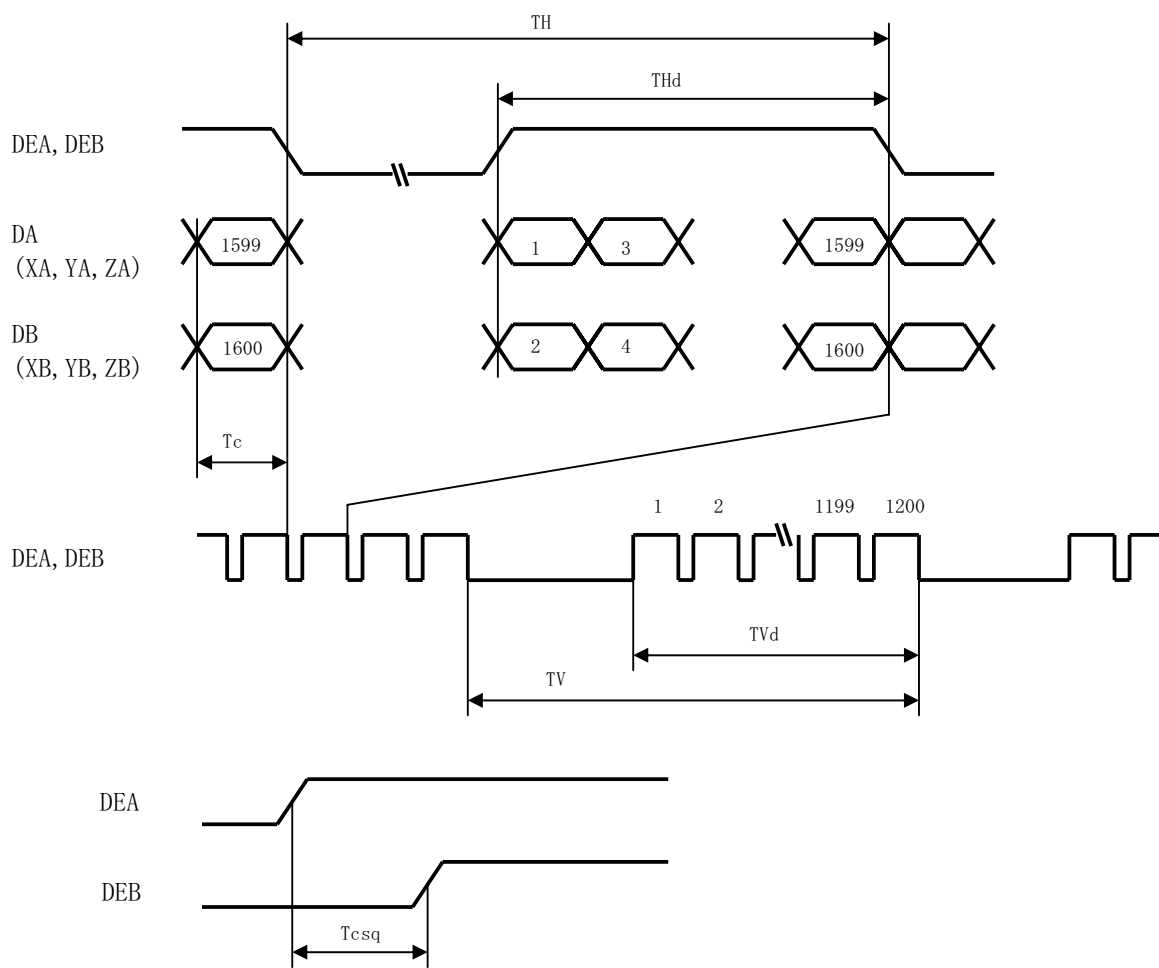 TH
THd
DEA, DEB
DA
1599
1
3
1599
(XA, YA, ZA)
DB
1600
2
4
1600
(XB, YB, ZB)
Tc
1 2 1199 1200
DEA, DEB
TVd
TV
DEA
DEB
Tcsq